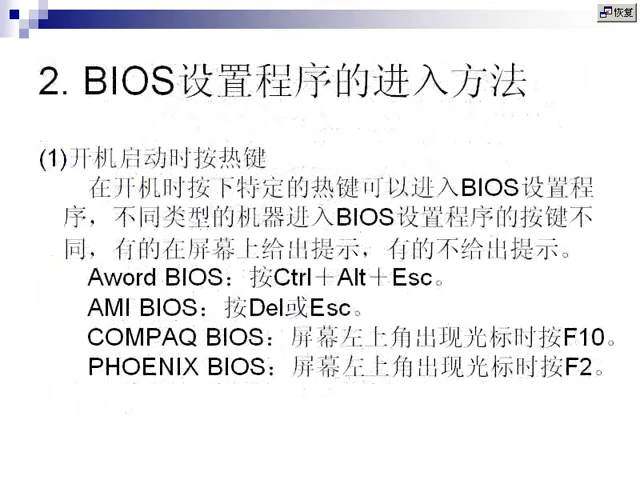 恢复
2. BIOS设置程序的进入方法
(1)开机启动时按热键
在开机时按下特定的热键可以进入BIOS设置程
序，不同类型的机器进入BIOS设置程序的按键不
同，有的在屏幕上给出提示，有的不给出提示。
Aword BIOS：按Ctrl＋Alt＋Esc。
AMI BIOS：按Del或Esc。
COMPAQ BIOS：屏幕左上角出现光标时按F10。
PHOENIX BIOS：屏幕左上角出现光标时按F2。